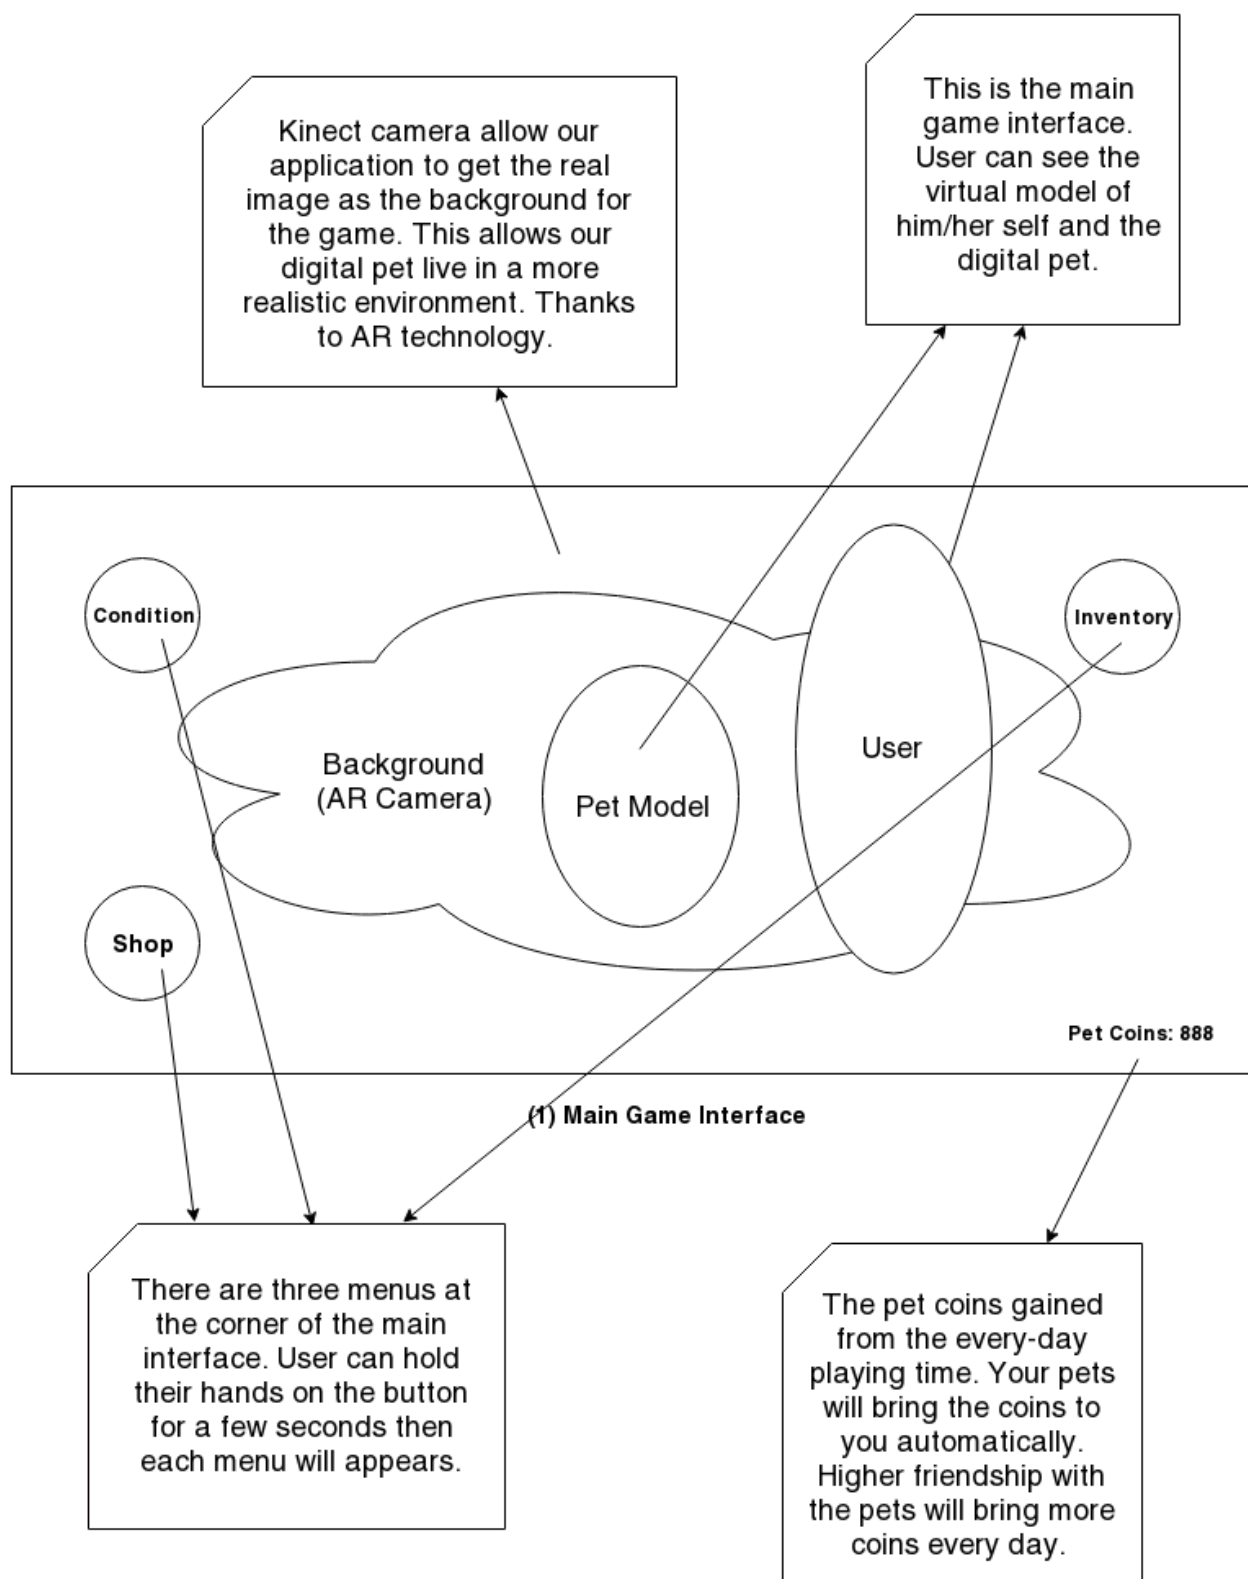 This is the main
game interface.
User can see the
virtual model of
him/her self and the
digital pet.
Kinect camera allow our
application to get the real
image as the background for
the game. This allows our
digital pet live in a more
realistic environment. Thanks
to AR technology.
Condition
Inventory
Background
(AR Camera)
Pet Model
User
Shop
Pet Coins: 888
(1) Main Game Interface
There are three menus at
the corner of the main
interface. User can hold
their hands on the button
for a few seconds then
each menu will appears.
The pet coins gained
from the every-day
playing time. Your pets
will bring the coins to
you automatically.
Higher friendship with
the pets will bring more
coins every day.